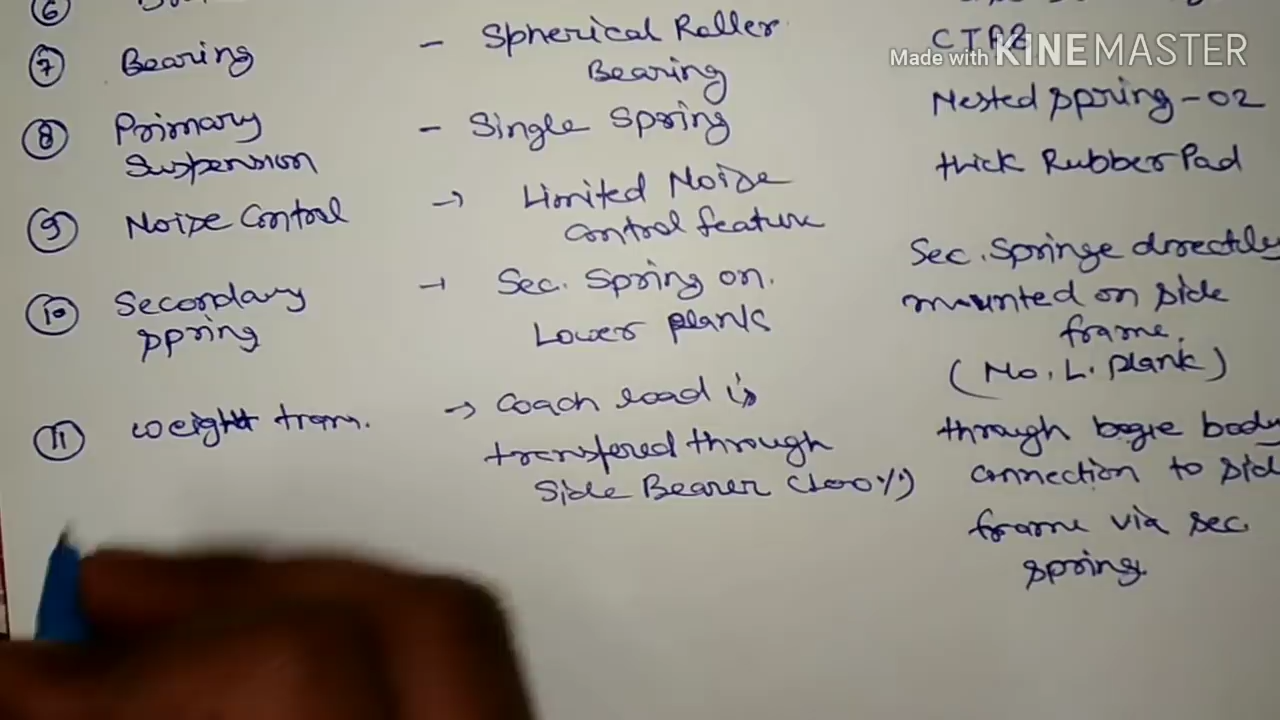 6
7 Bearing - Spherical Roller Bearing CTRB
Made with KINEMASTER
8 Primary Suspension - Single Spring Nested Spring - 02
9 Noise Control → Limited Noise Control feature thick Rubber Pad
10 Secondary Spring → Sec. Spring on. Lower plank Sec. Springe directly mounted on side frame. (No. L. plank)
11 weight tran. → Coach load is transfered through Side Bearer (100%) through bogie body connection to sid frame via sec spring.